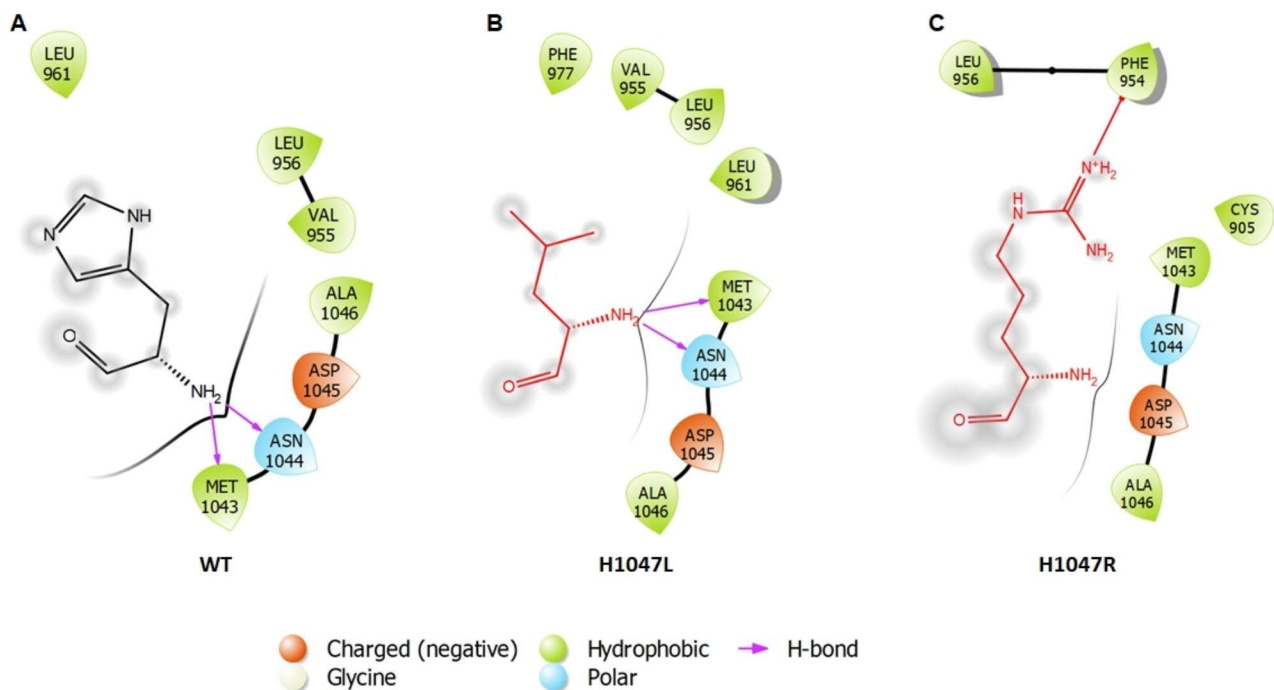 A
LEU
961
LEU
956
VAL
955
ALA
1046
ASP
1045
ASN
1044
MET
1043
N
NH
O
NH2
WT
B
PHE
977
VAL
955
LEU
956
LEU
961
MET
1043
ASN
1044
ASP
1045
ALA
1046
NH2
O
H1047L
C
LEU
956
PHE
954
N+H2
H
N
NH2
CYS
905
MET
1043
ASN
1044
ASP
1045
ALA
1046
NH2
O
H1047R
Charged (negative)
Hydrophobic
H-bond
Glycine
Polar